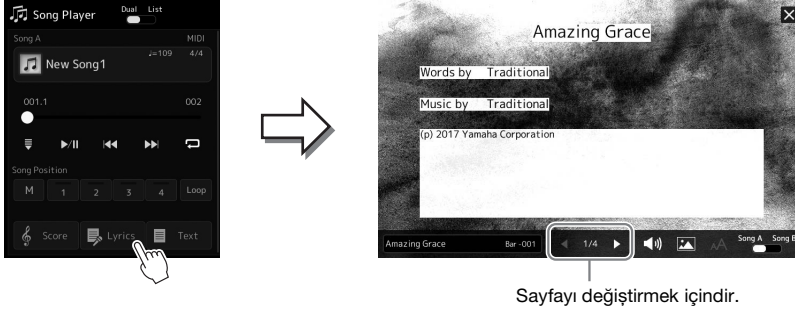 Song Player
Dual List
Song A MIDI
New Song1
♩=109 4/4
001.1 002
Song Position
M 1 2 3 4 Loop
Score Lyrics Text
Amazing Grace
Words by Traditional
Music by Traditional
(p) 2017 Yamaha Corporation
Amazing Grace Bar -001 1/4 AA Song A Song B
Sayfayı değiştirmek içindir.